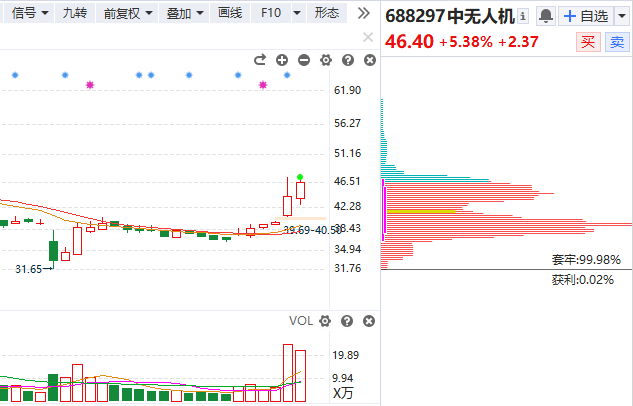 信号 九转 前复权 叠加 画线 F10 形态
688297中无人机 自选
46.40 +5.38% +2.37 买 卖
61.90
56.27
51.16
46.51
42.28
39.69-40.50
38.43
34.94
31.65
31.76
套牢:99.98%
获利:0.02%
VOL
19.89
9.94
X万